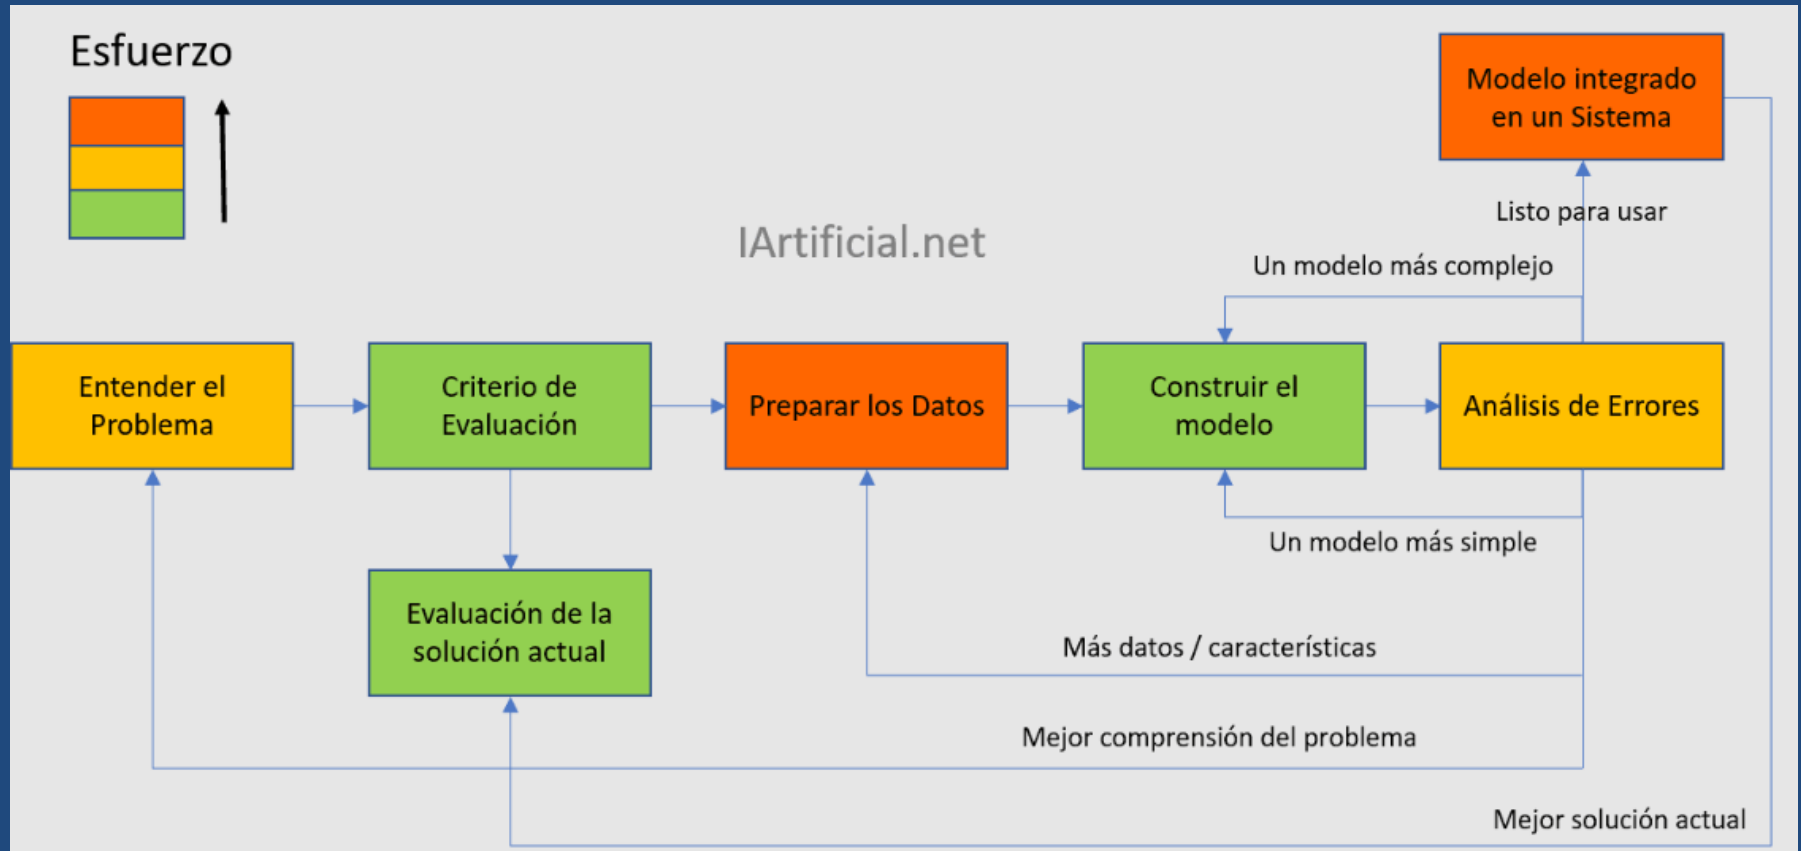 Esfuerzo
Modelo integrado
en un Sistema
Listo para usar
IArtificial.net
Un modelo más complejo
Entender el
Problema
Criterio de
Evaluación
Preparar los Datos
Construir el
modelo
Análisis de Errores
Un modelo más simple
Evaluación de la
solución actual
Más datos / características
Mejor comprensión del problema
Mejor solución actual